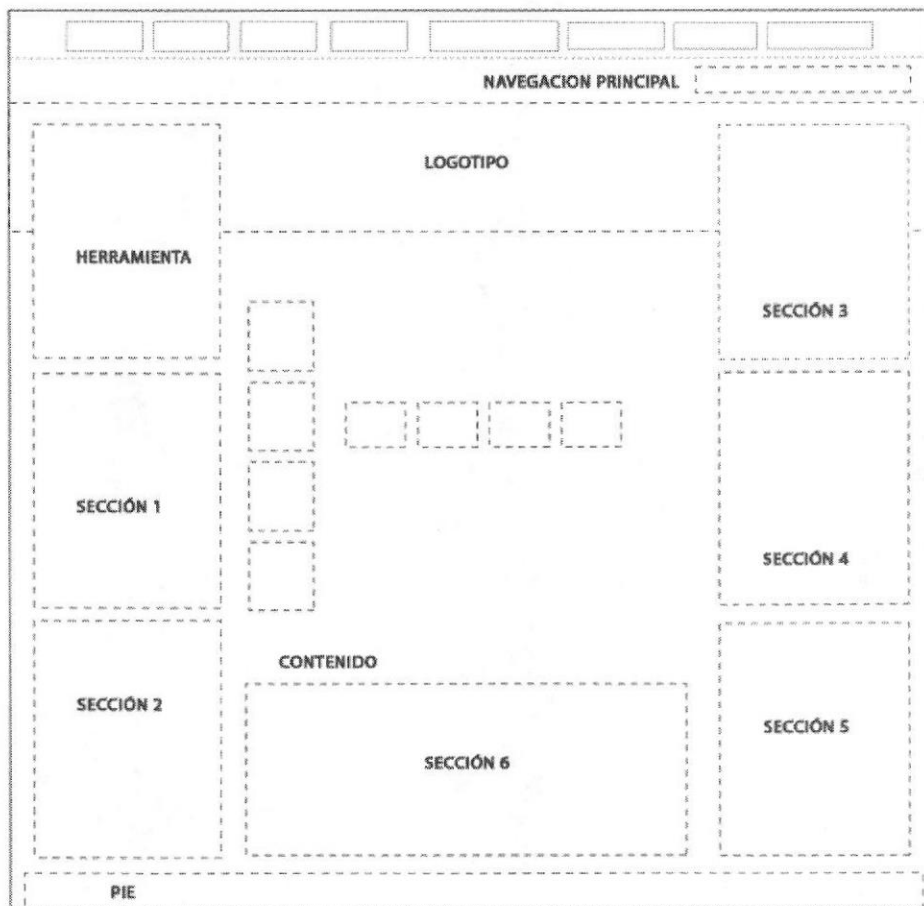 NAVEGACION PRINCIPAL
LOGOTIPO
HERRAMIENTA
SECCIÓN 3
SECCIÓN 1
SECCIÓN 4
CONTENIDO
SECCIÓN 2
SECCIÓN 5
SECCIÓN 6
PIE